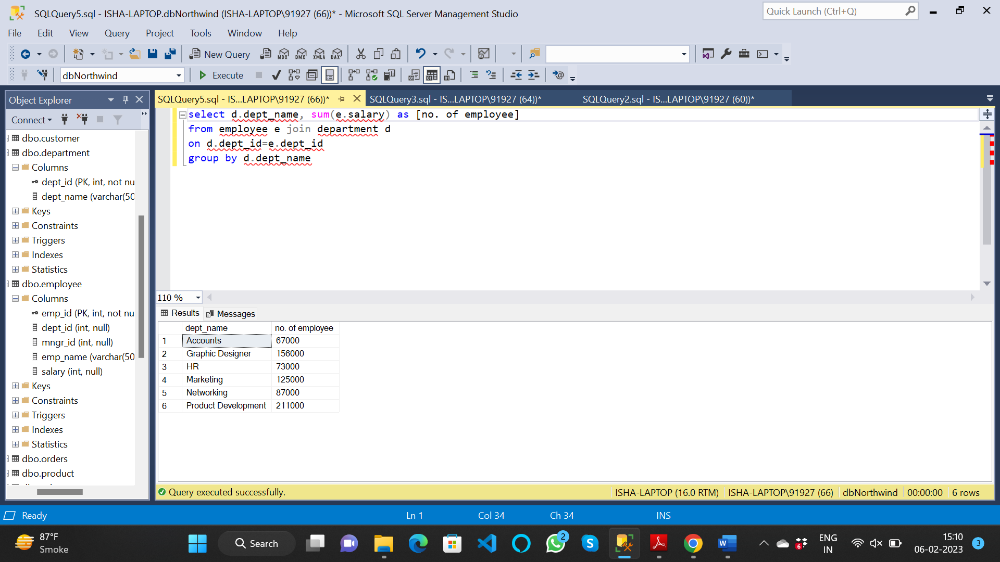 SQLQuery5.sql - ISHA-LAPTOP.dbNorthwind (ISHA-LAPTOP\91927 (66))* - Microsoft SQL Server Management Studio
Quick Launch (Ctrl+Q)
File Edit View Query Project Tools Window Help
New Query MDX DMX XMLA DAX
dbNorthwind Execute
Object Explorer
SQLQuery5.sql - IS...LAPTOP\91927 (66))* SQLQuery3.sql - IS...LAPTOP\91927 (64))* SQLQuery2.sql - IS...LAPTOP\91927 (60))*
Connect
dbo.customer
dbo.department
Columns
dept_id (PK, int, not nu
dept_name (varchar(50
Keys
Constraints
Triggers
Indexes
Statistics
dbo.employee
Columns
emp_id (PK, int, not nu
dept_id (int, null)
mngr_id (int, null)
emp_name (varchar(50
salary (int, null)
Keys
Constraints
Triggers
Indexes
Statistics
dbo.orders
dbo.product
select d.dept_name, sum(e.salary) as [no. of employee]
from employee e join department d
on d.dept_id=e.dept_id
group by d.dept_name
110 %
Results Messages
dept_name no. of employee
1 Accounts 67000
2 Graphic Designer 156000
3 HR 73000
4 Marketing 125000
5 Networking 87000
6 Product Development 211000
Query executed successfully. ISHA-LAPTOP (16.0 RTM) ISHA-LAPTOP\91927 (66) dbNorthwind 00:00:00 6 rows
Ready Ln 1 Col 34 Ch 34 INS
87°F
Smoke
Search
2
6
ENG
IN
15:10
06-02-2023
3